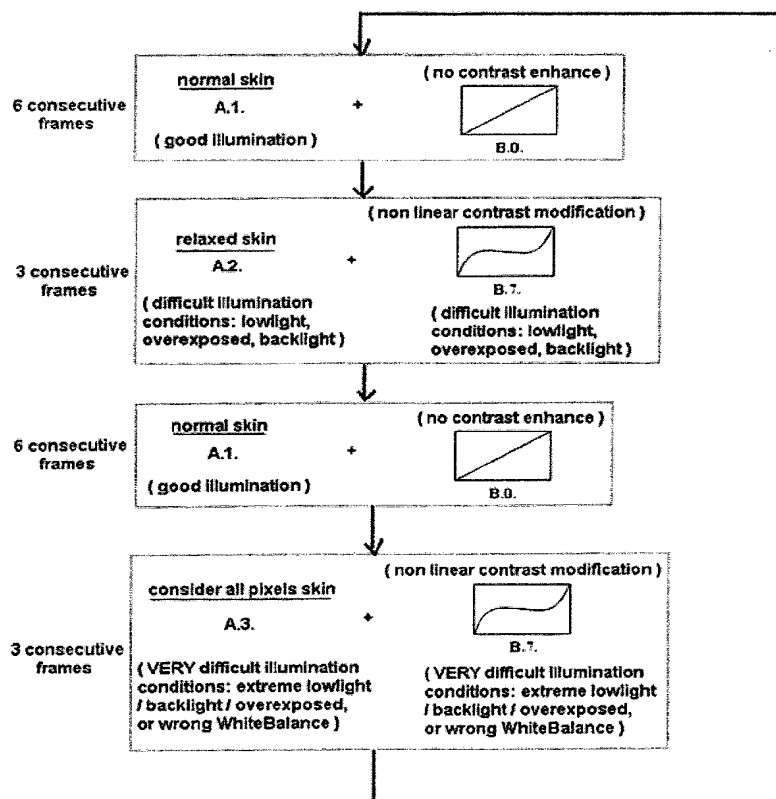 normal skin
A.1.
( good illumination )
+
( no contrast enhance )
B.0.
6 consecutive
frames
relaxed skin
A.2.
( difficult illumination
conditions: lowlight,
overexposed, backlight )
+
( non linear contrast modification )
B.7.
( difficult illumination
conditions: lowlight,
overexposed, backlight )
3 consecutive
frames
normal skin
A.1.
( good illumination )
+
( no contrast enhance )
B.0.
6 consecutive
frames
consider all pixels skin
A.3.
( VERY difficult illumination
conditions: extreme lowlight
/ backlight / overexposed,
or wrong WhiteBalance )
+
( non linear contrast modification )
B.7.
( VERY difficult illumination
conditions: extreme lowlight
/ backlight / overexposed,
or wrong WhiteBalance )
3 consecutive
frames